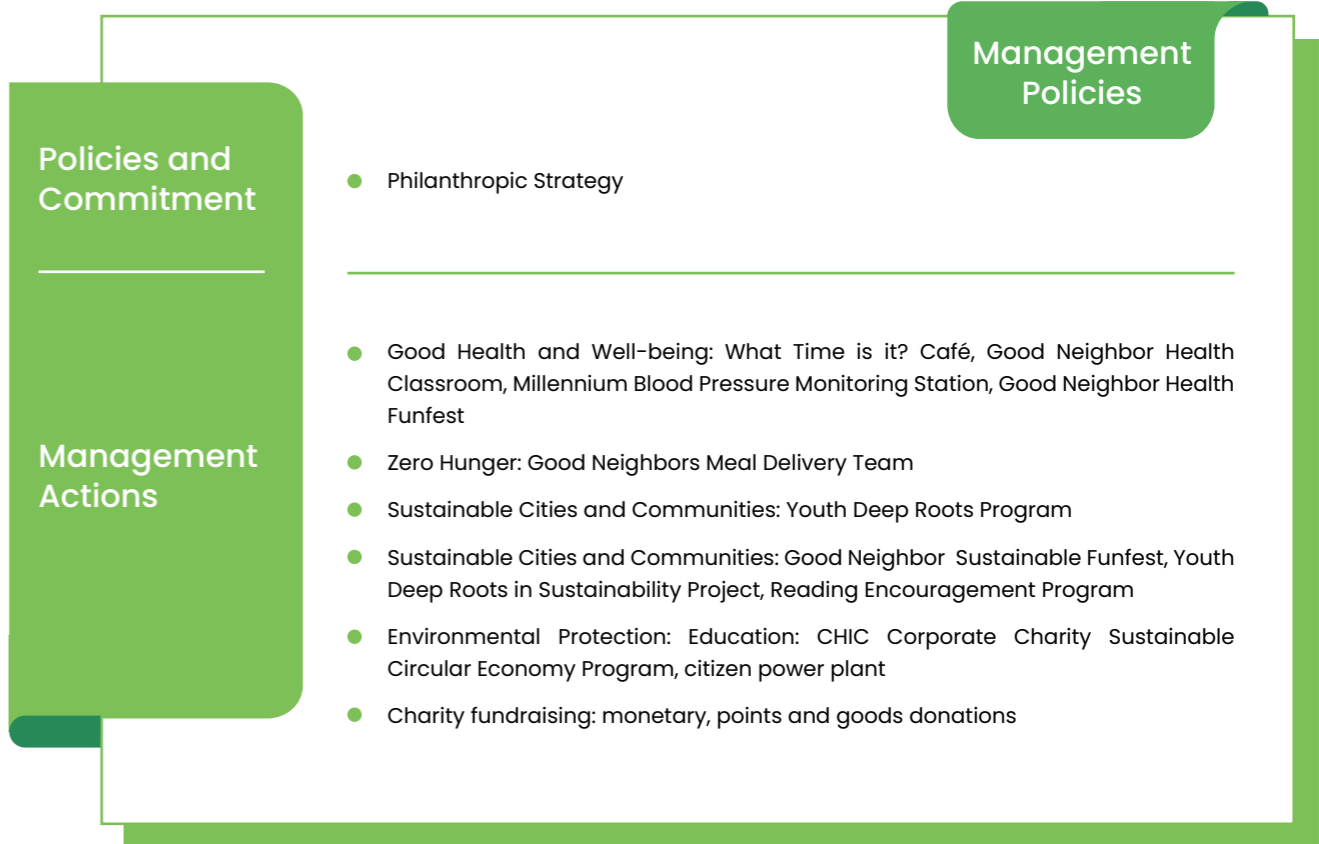 Management
Policies
Policies and
Commitment
Philanthropic Strategy
Management
Actions
Good Health and Well-being: What Time is it? Café, Good Neighbor Health
Classroom, Millennium Blood Pressure Monitoring Station, Good Neighbor Health
Funfest
Zero Hunger: Good Neighbors Meal Delivery Team
Sustainable Cities and Communities: Youth Deep Roots Program
Sustainable Cities and Communities: Good Neighbor Sustainable Funfest, Youth
Deep Roots in Sustainability Project, Reading Encouragement Program
Environmental Protection: Education: CHIC Corporate Charity Sustainable
Circular Economy Program, citizen power plant
Charity fundraising: monetary, points and goods donations